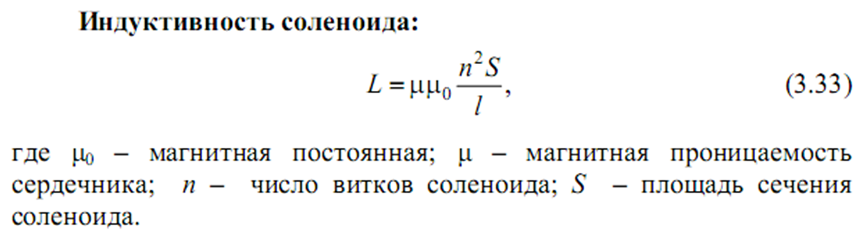 Индуктивность соленоида:
L = μμ₀ n²S / l, (3.33)
где μ₀ – магнитная постоянная; μ – магнитная проницаемость
сердечника; n – число витков соленоида; S – площадь сечения
соленоида.